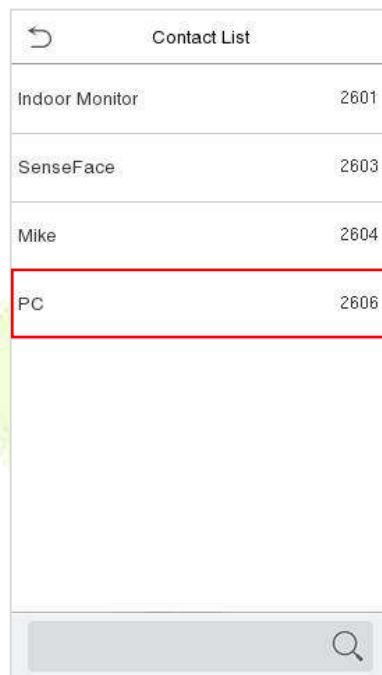 Contact List
Indoor Monitor 2601
SenseFace 2603
Mike 2604
PC 2606